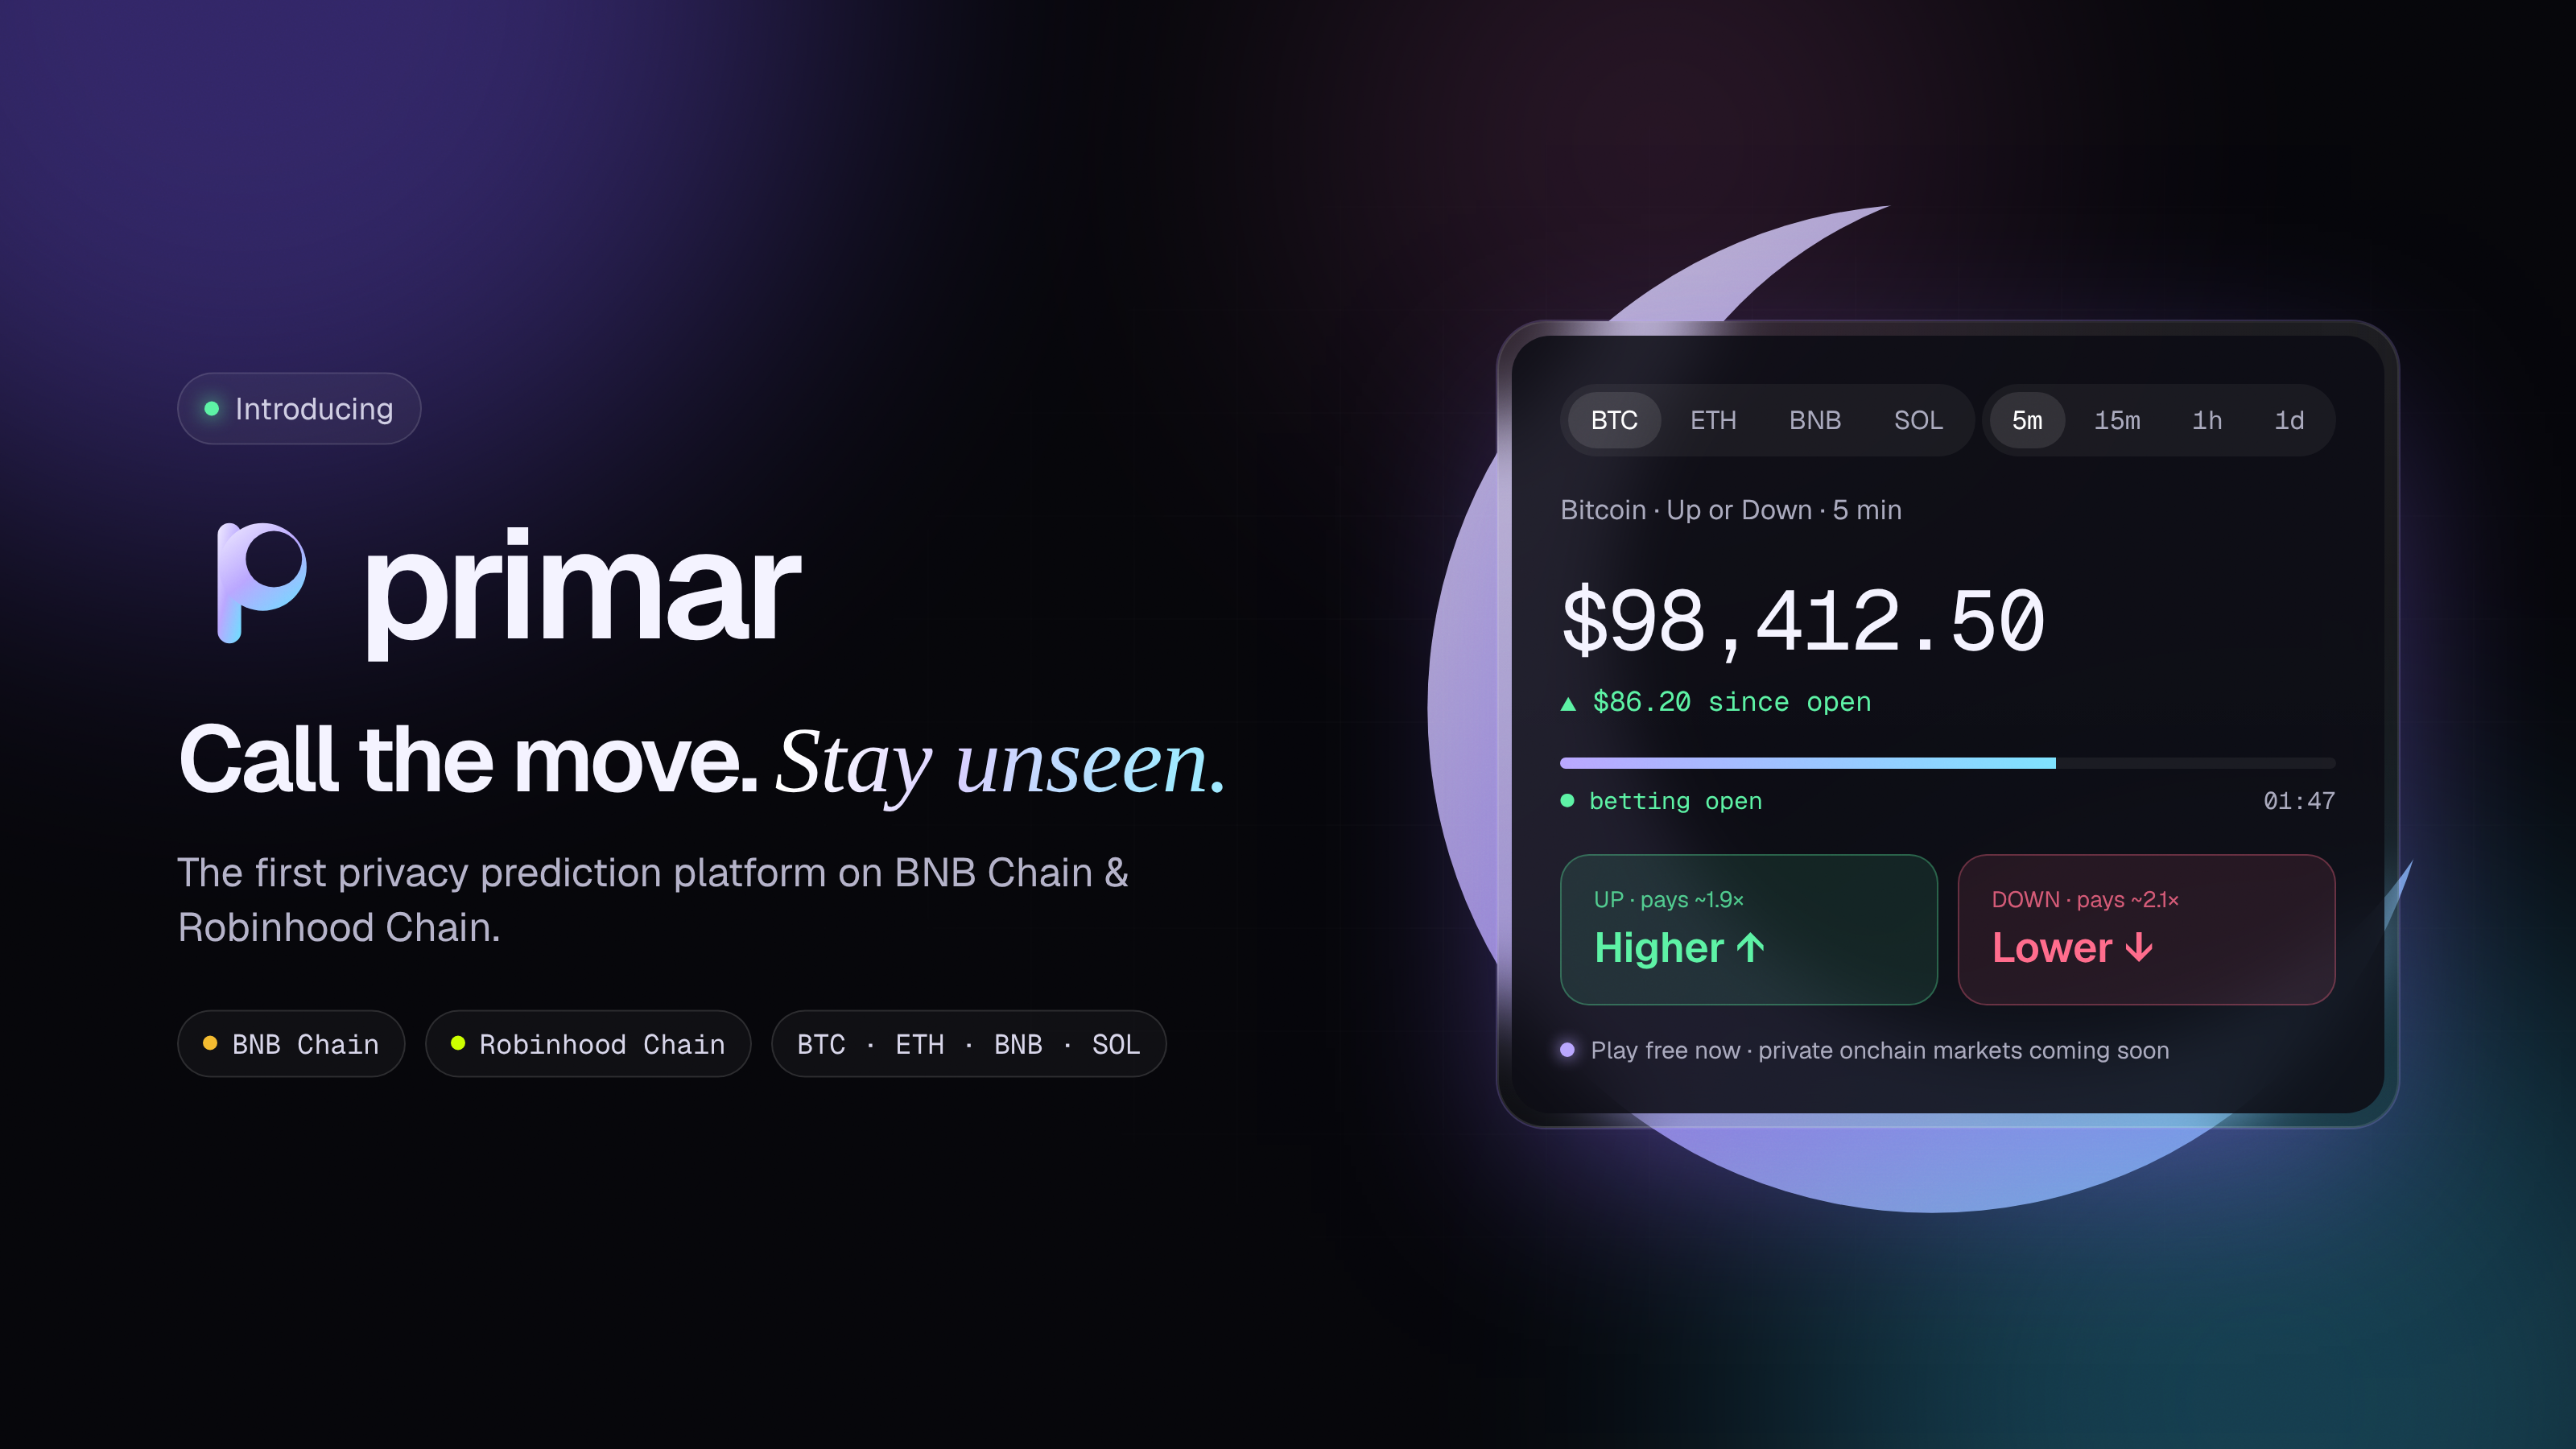 Introducing
primar
Call the move. Stay unseen.
The first privacy prediction platform on BNB Chain &
Robinhood Chain.
BNB Chain
Robinhood Chain
BTC · ETH · BNB · SOL
BTC ETH BNB SOL 5m 15m 1h 1d
Bitcoin · Up or Down · 5 min
$98,412.50
▲ $86.20 since open
betting open 01:47
UP · pays ~1.9×
Higher ↑
DOWN · pays ~2.1×
Lower ↓
Play free now · private onchain markets coming soon